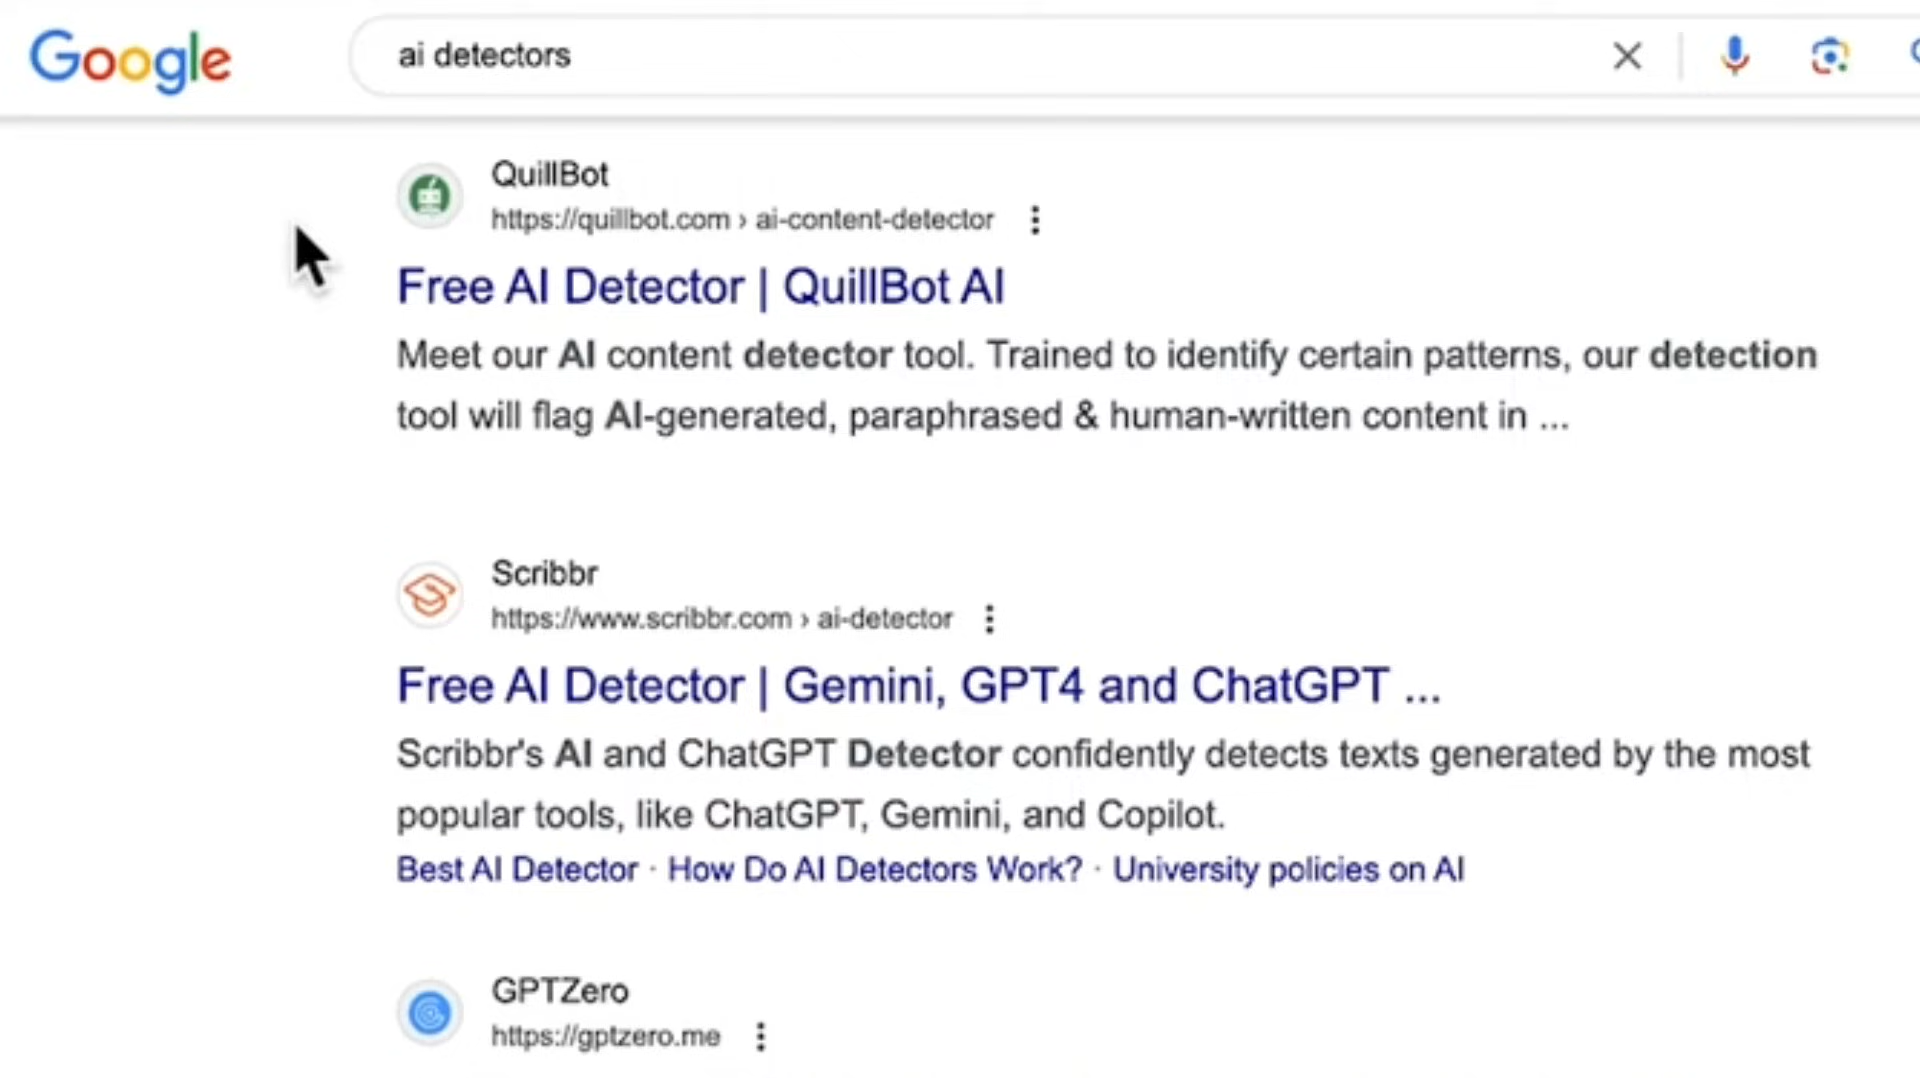 Google
ai detectors
QuillBot
https://quillbot.com › ai-content-detector
Free AI Detector | QuillBot AI
Meet our AI content detector tool. Trained to identify certain patterns, our detection
tool will flag AI-generated, paraphrased & human-written content in ...
Scribbr
https://www.scribbr.com › ai-detector
Free AI Detector | Gemini, GPT4 and ChatGPT ...
Scribbr's AI and ChatGPT Detector confidently detects texts generated by the most
popular tools, like ChatGPT, Gemini, and Copilot.
Best AI Detector · How Do AI Detectors Work? · University policies on AI
GPTZero
https://gptzero.me